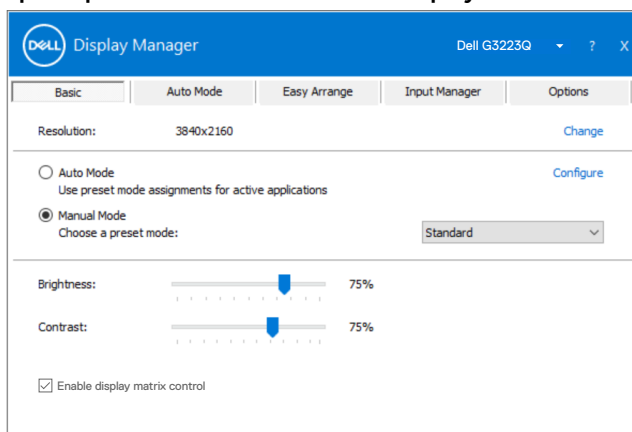 DELL Display Manager Dell G3223Q ? X
Basic Auto Mode Easy Arrange Input Manager Options
Resolution: 3840x2160 Change
Auto Mode Configure
Use preset mode assignments for active applications
Manual Mode
Choose a preset mode: Standard
Brightness: 75%
Contrast: 75%
Enable display matrix control